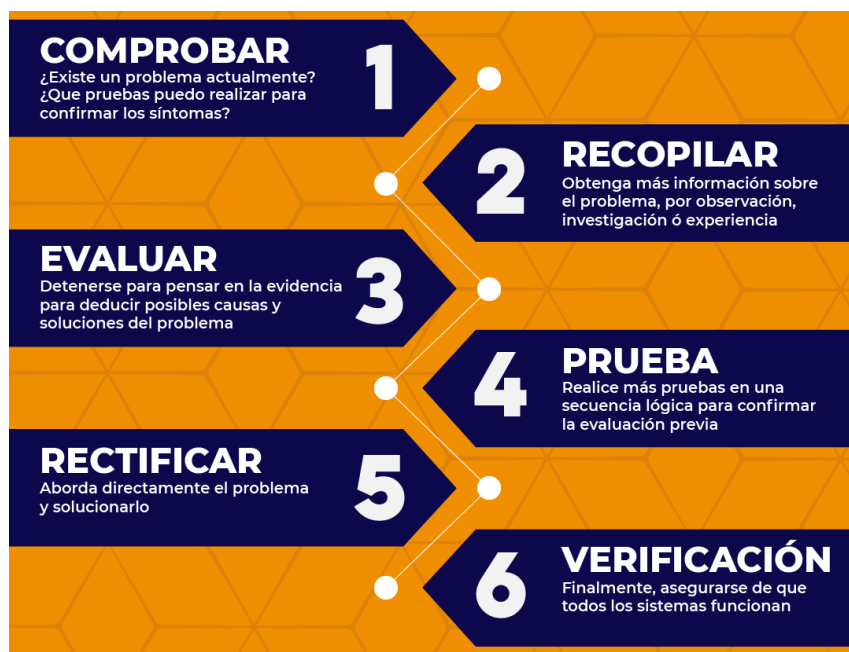 COMPROBAR
¿Existe un problema actualmente?
¿Que pruebas puedo realizar para
confirmar los síntomas?
1
2
RECOPILAR
Obtenga más información sobre
el problema, por observación,
investigación ó experiencia
EVALUAR
Detenerse para pensar en la evidencia
para deducir posibles causas y
soluciones del problema
3
4
PRUEBA
Realice más pruebas en una
secuencia lógica para confirmar
la evaluación previa
RECTIFICAR
Aborda directamente el problema
y solucionarlo
5
6
VERIFICACIÓN
Finalmente, asegurarse de que
todos los sistemas funcionan